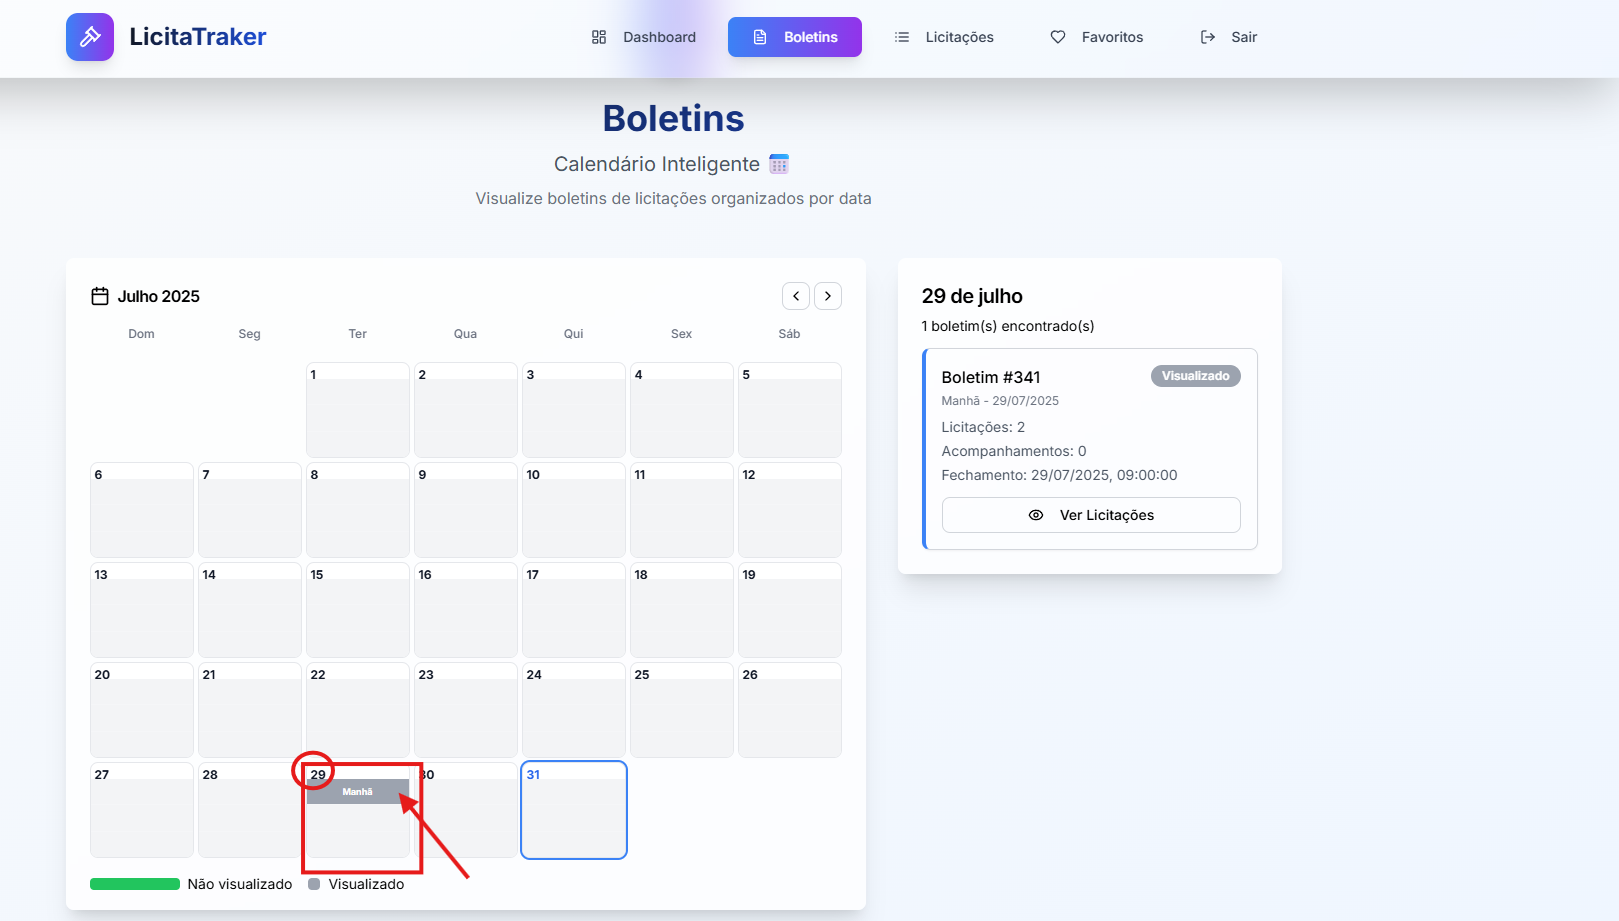 LicitaTraker
Dashboard
Boletins
Licitações
Favoritos
Sair
Boletins
Calendário Inteligente
Visualize boletins de licitações organizados por data
Julho 2025
Dom Seg Ter Qua Qui Sex Sáb
1 2 3 4 5
6 7 8 9 10 11 12
13 14 15 16 17 18 19
20 21 22 23 24 25 26
27 28 29 30 31
Manhã
Não visualizado
Visualizado
29 de julho
1 boletim(s) encontrado(s)
Boletim #341
Visualizado
Manhã - 29/07/2025
Licitações: 2
Acompanhamentos: 0
Fechamento: 29/07/2025, 09:00:00
Ver Licitações